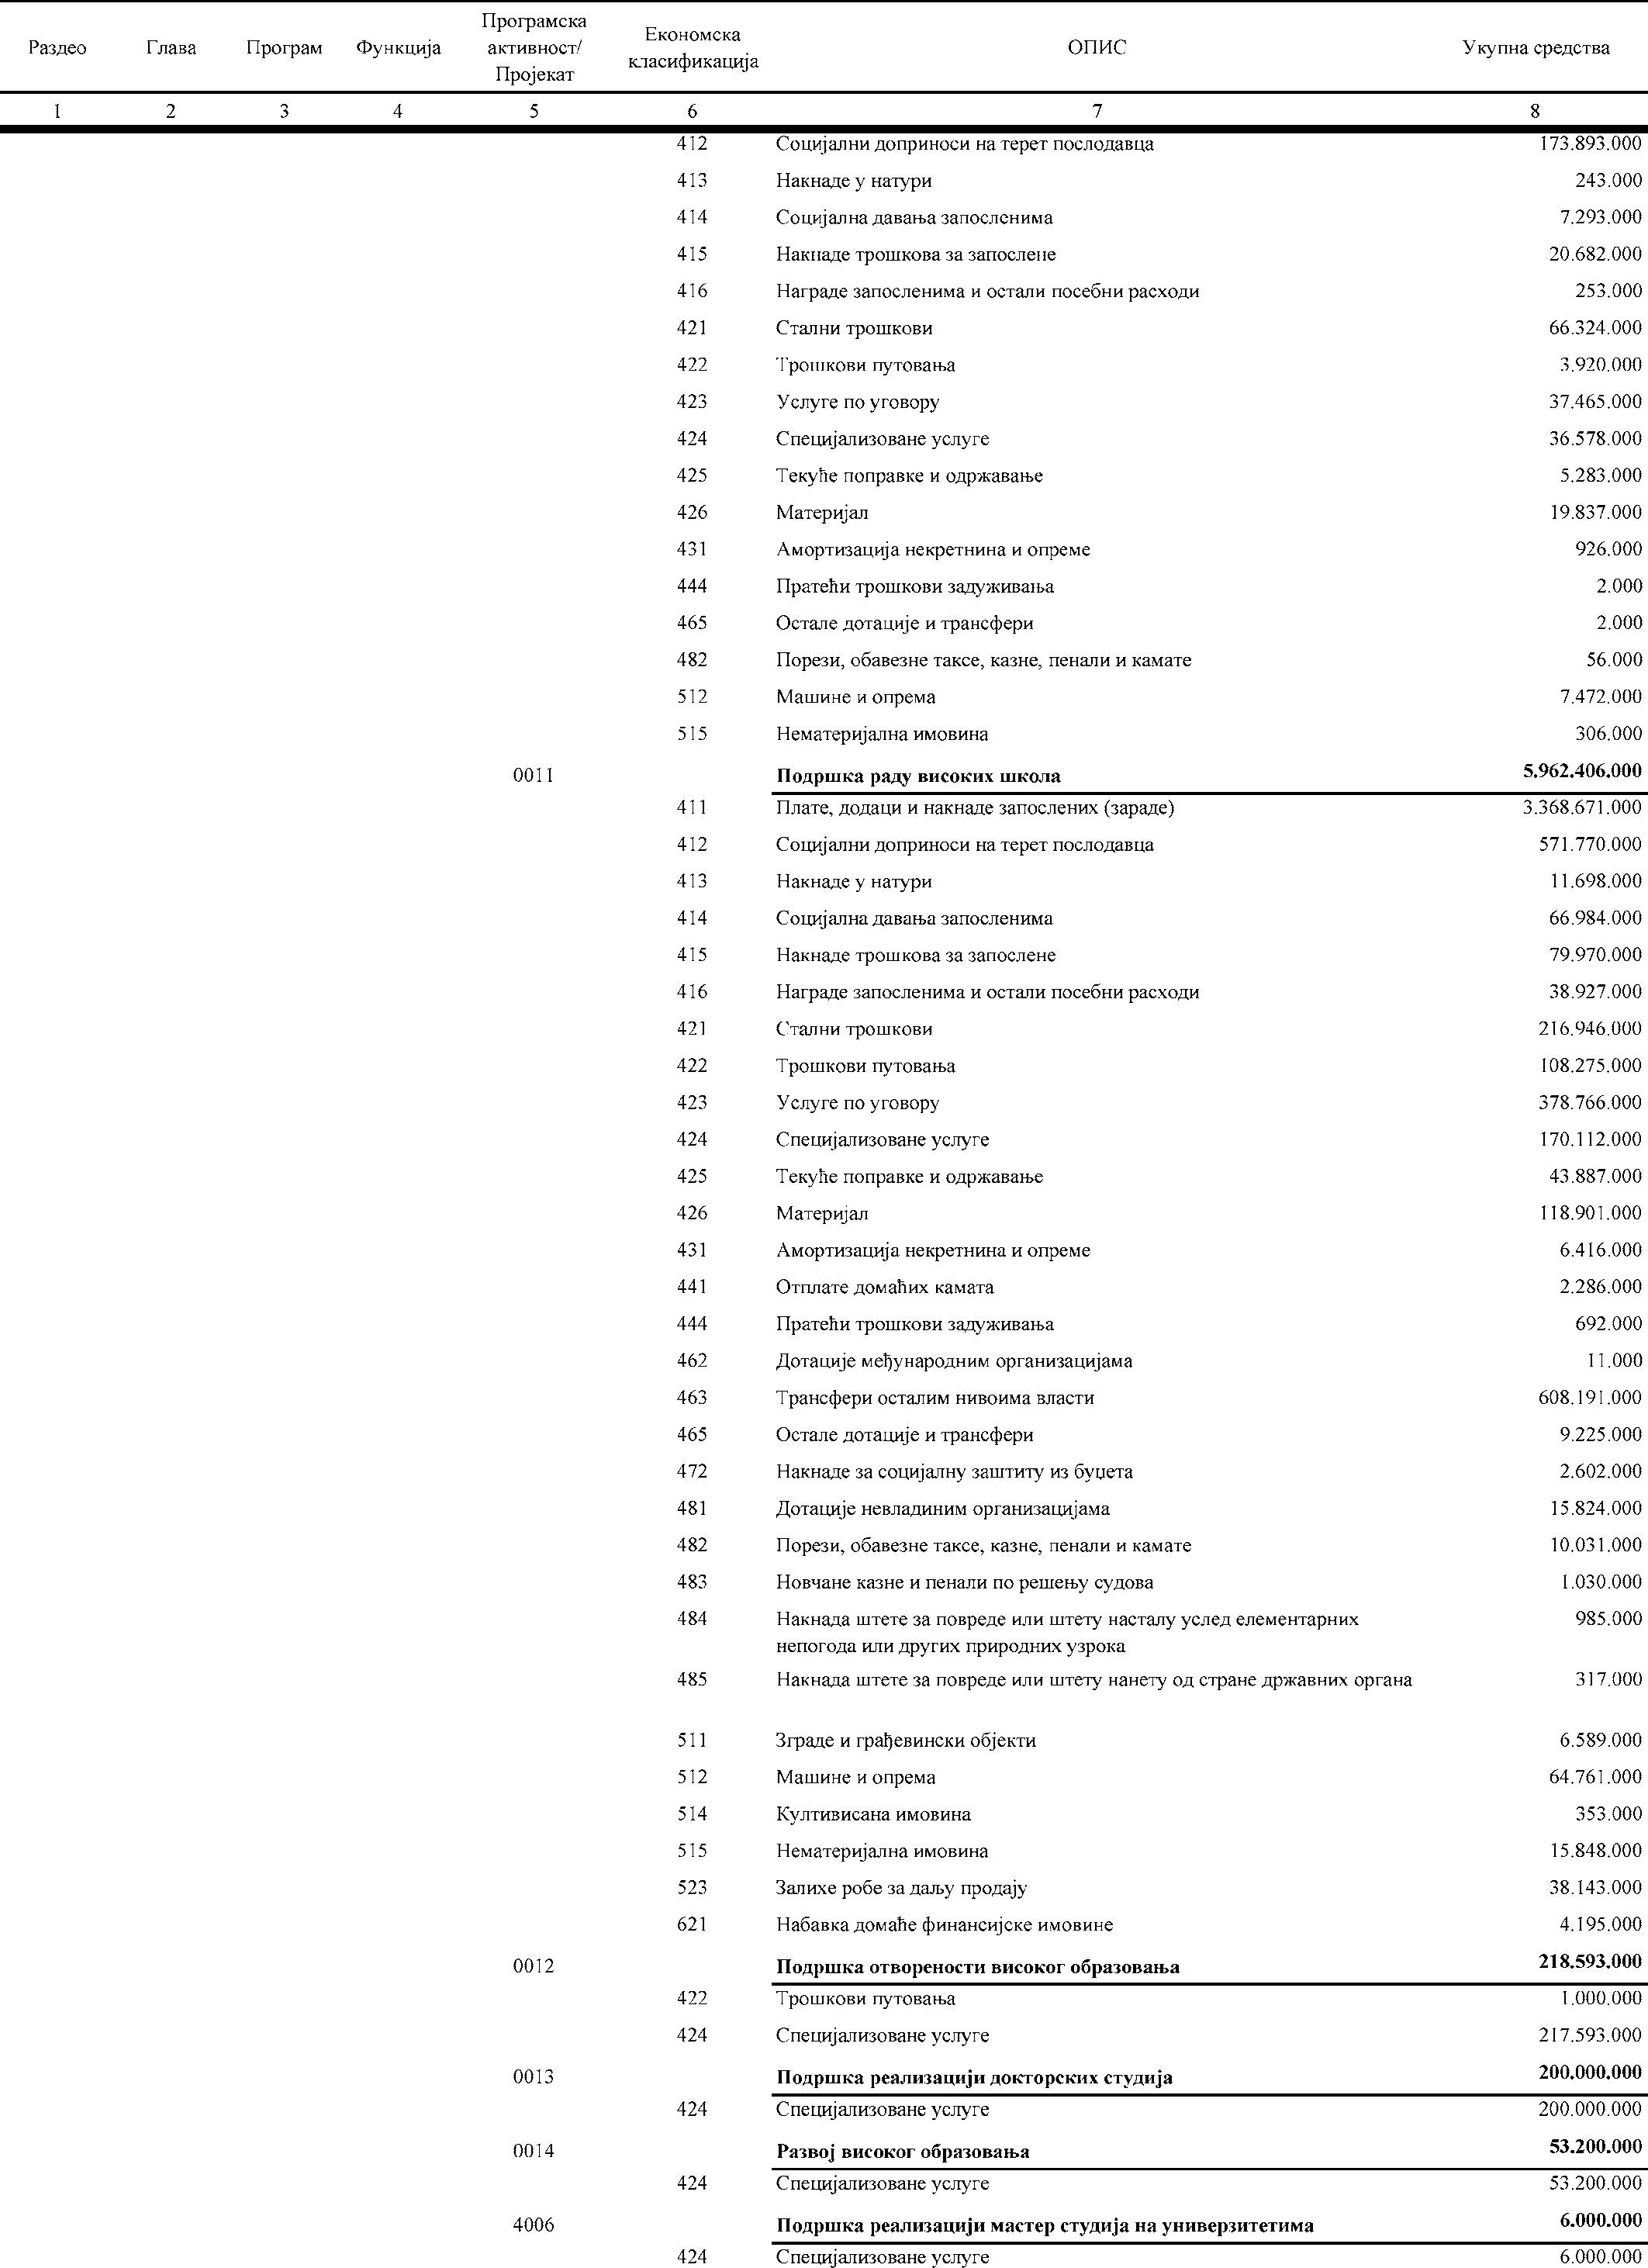 Раздео Глава Програм Функција Програмска активност/ Пројекат Економска класификација ОПИС Укупна средства
1 2 3 4 5 6 7 8
412 Социјални доприноси на терет послодавца 173.893.000
413 Накнаде у натури 243.000
414 Социјална давања запосленима 7.293.000
415 Накнаде трошкова за запослене 20.682.000
416 Награде запосленима и остали посебни расходи 253.000
421 Стални трошкови 66.324.000
422 Трошкови путовања 3.920.000
423 Услуге по уговору 37.465.000
424 Специјализоване услуге 36.578.000
425 Текуће поправке и одржавање 5.283.000
426 Материјал 19.837.000
431 Амортизација некретнина и опреме 926.000
444 Пратећи трошкови задуживања 2.000
465 Остале дотације и трансфери 2.000
482 Порези, обавезне таксе, казне, пенали и камате 56.000
512 Машине и опрема 7.472.000
515 Нематеријална имовина 306.000
0011 Подршка раду високих школа 5.962.406.000
411 Плате, додаци и накнаде запослених (зараде) 3.368.671.000
412 Социјални доприноси на терет послодавца 571.770.000
413 Накнаде у натури 11.698.000
414 Социјална давања запосленима 66.984.000
415 Накнаде трошкова за запослене 79.970.000
416 Награде запосленима и остали посебни расходи 38.927.000
421 Стални трошкови 216.946.000
422 Трошкови путовања 108.275.000
423 Услуге по уговору 378.766.000
424 Специјализоване услуге 170.112.000
425 Текуће поправке и одржавање 43.887.000
426 Материјал 118.901.000
431 Амортизација некретнина и опреме 6.416.000
441 Отплате домаћих камата 2.286.000
444 Пратећи трошкови задуживања 692.000
462 Дотације међународним организацијама 11.000
463 Трансфери осталим нивоима власти 608.191.000
465 Остале дотације и трансфери 9.225.000
472 Накнаде за социјалну заштиту из буџета 2.602.000
481 Дотације невладиним организацијама 15.824.000
482 Порези, обавезне таксе, казне, пенали и камате 10.031.000
483 Новчане казне и пенали по решењу судова 1.030.000
484 Накнада штете за повреде или штету насталу услед елементарних 985.000
непогода или других природних узрока
485 Накнада штете за повреде или штету нанету од стране државних органа 317.000
511 Зграде и грађевински објекти 6.589.000
512 Машине и опрема 64.761.000
514 Култивисана имовина 353.000
515 Нематеријална имовина 15.848.000
523 Залихе робе за даљу продају 38.143.000
621 Набавка домаће финансијске имовине 4.195.000
0012 Подршка отворености високог образовања 218.593.000
422 Трошкови путовања 1.000.000
424 Специјализоване услуге 217.593.000
0013 Подршка реализацији докторских студија 200.000.000
424 Специјализоване услуге 200.000.000
0014 Развој високог образовања 53.200.000
424 Специјализоване услуге 53.200.000
4006 Подршка реализацији мастер студија на универзитетима 6.000.000
424 Специјализоване услуге 6.000.000